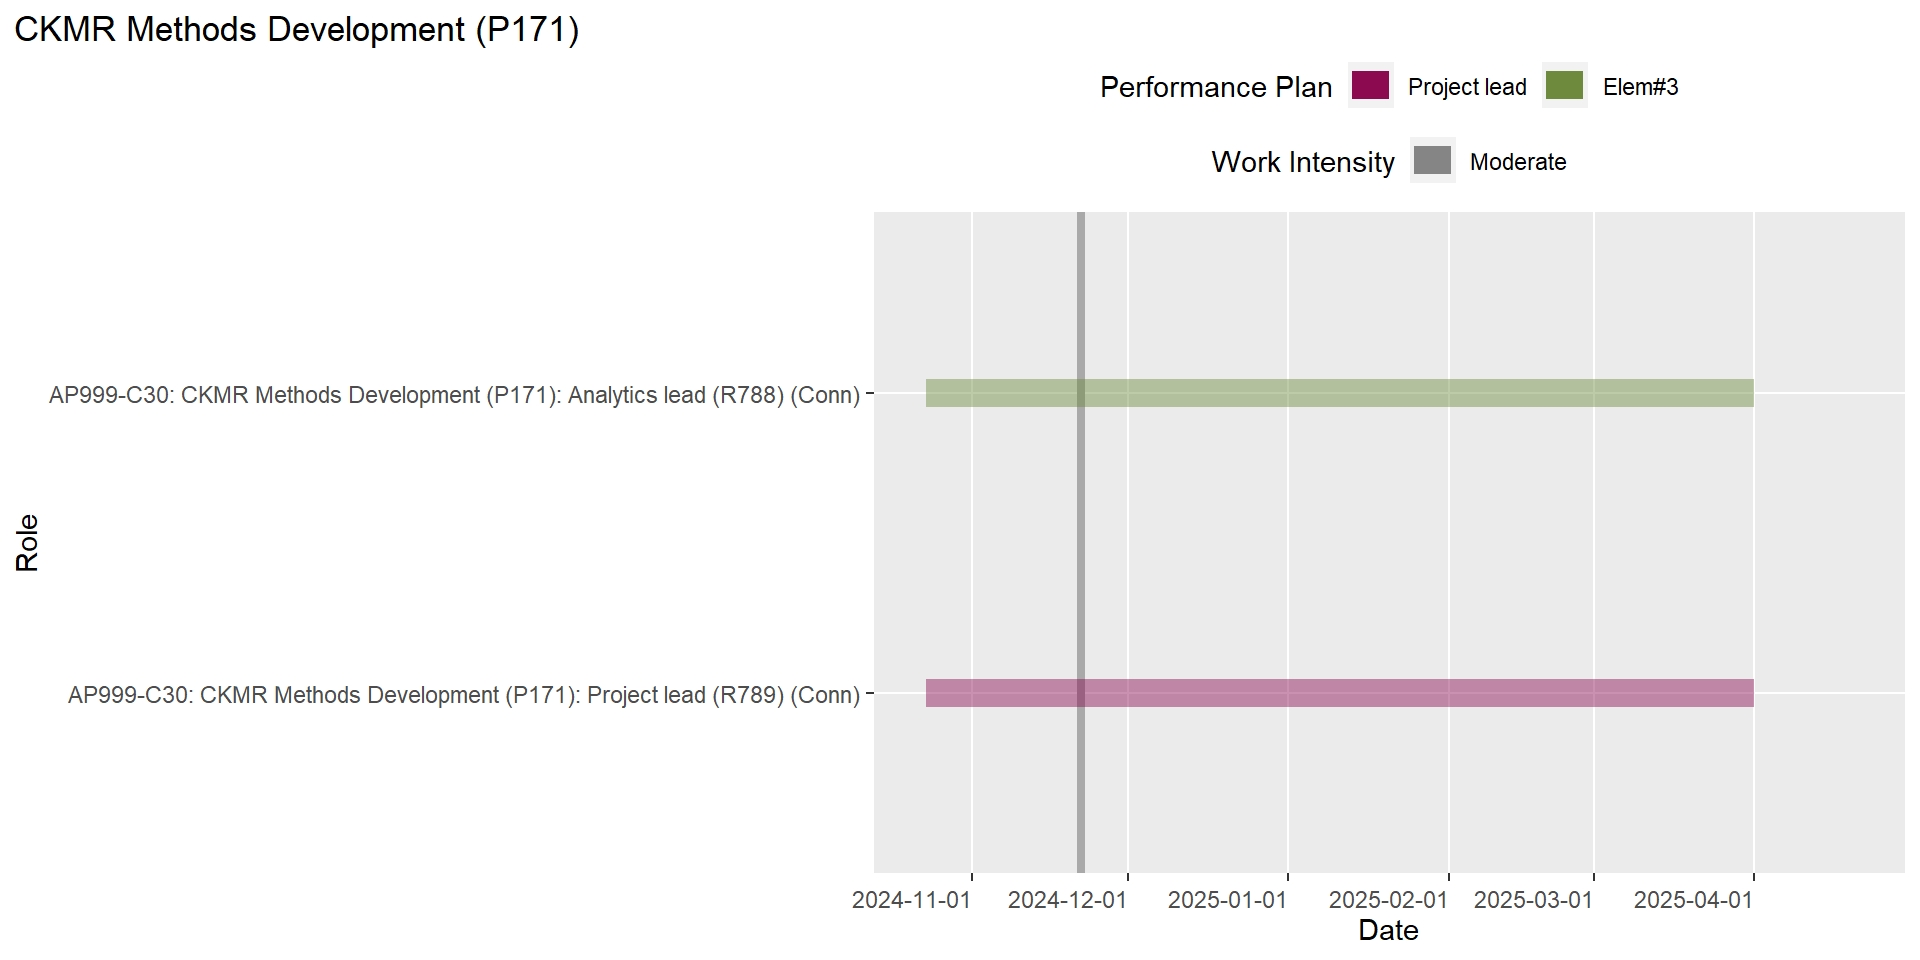 CKMR Methods Development (P171)
Performance Plan Project lead Elem#3
Work Intensity Moderate
AP999-C30: CKMR Methods Development (P171): Analytics lead (R788) (Conn)
Role
AP999-C30: CKMR Methods Development (P171): Project lead (R789) (Conn)
2024-11-01 2024-12-01 2025-01-01 2025-02-01 2025-03-01 2025-04-01
Date